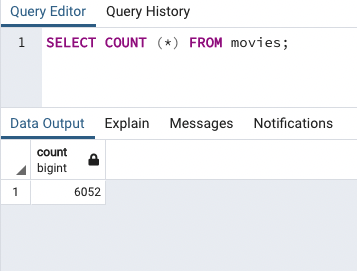 Query Editor Query History
1 SELECT COUNT (*) FROM movies;
Data Output Explain Messages Notifications
count
bigint
1 6052